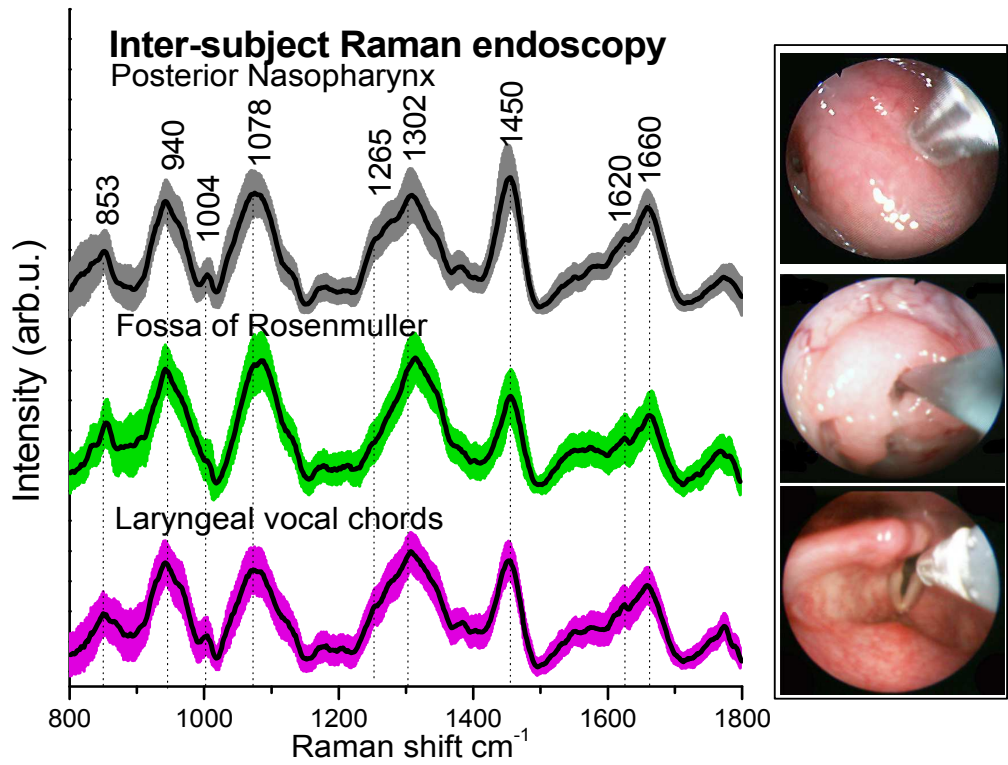 Inter-subject Raman endoscopy
Posterior Nasopharynx
853
940
1004
1078
1265
1302
1450
1620
1660
Fossa of Rosenmuller
Laryngeal vocal chords
Intensity (arb.u.)
800
1000
1200
1400
1600
1800
Raman shift cm⁻¹